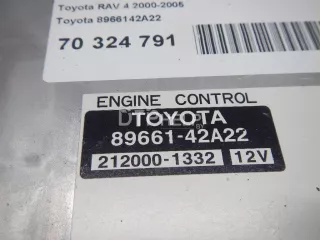 Toyota RAV 4 2000-2005
Toyota 8966142A22
70 324 791
ENGINE CONTROL
TOYOTA
89661-42A22
212000-1332 12V